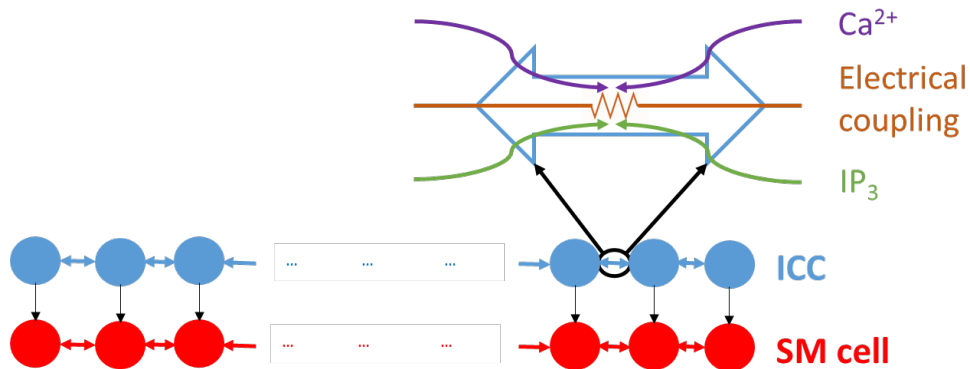 Ca²⁺
Electrical
coupling
IP₃
... ... ...
ICC
... ... ...
SM cell